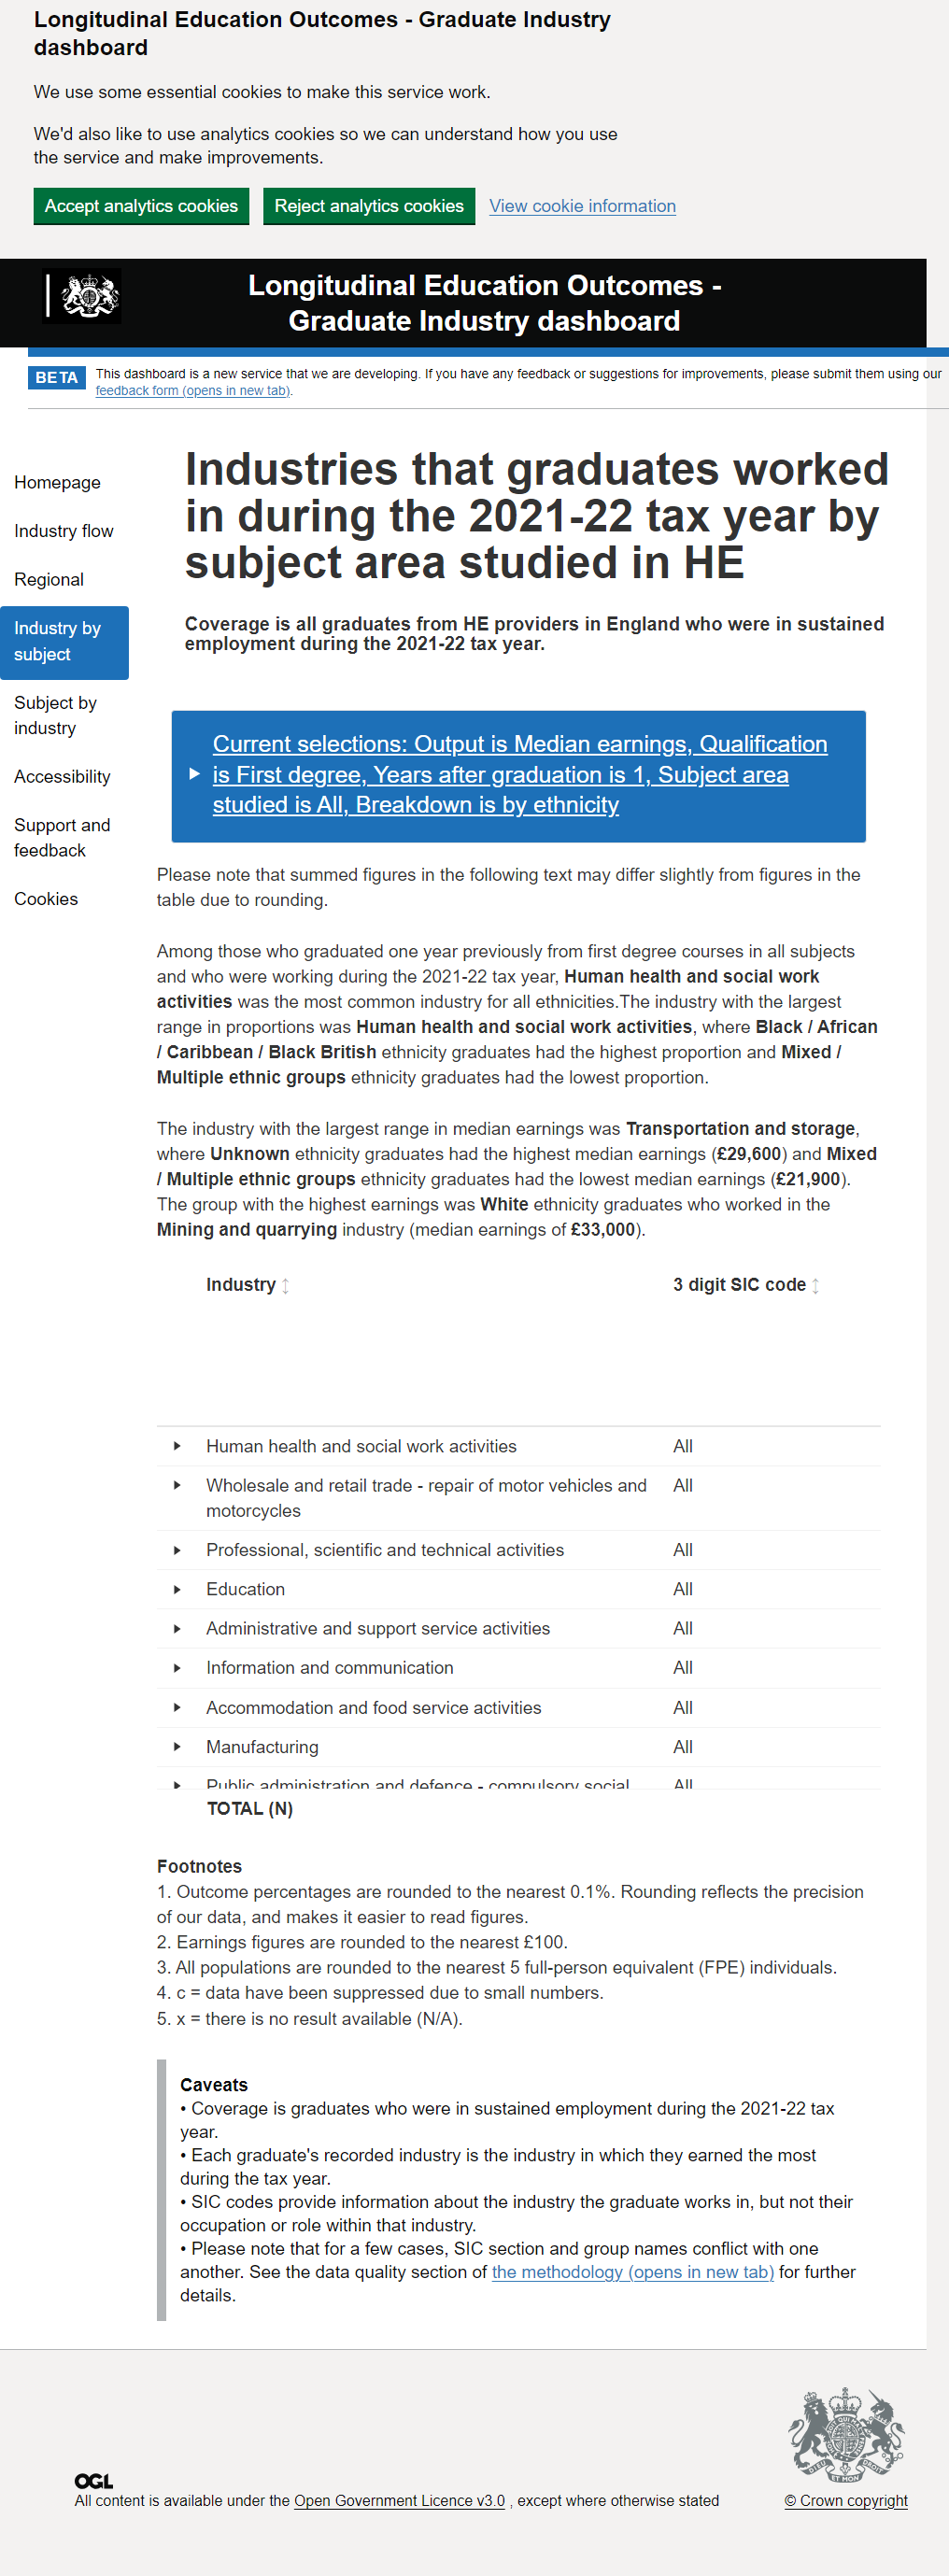 Longitudinal Education Outcomes - Graduate Industry
dashboard
We use some essential cookies to make this service work.
We'd also like to use analytics cookies so we can understand how you use
the service and make improvements.
Accept analytics cookies
Reject analytics cookies
View cookie information
Longitudinal Education Outcomes -
Graduate Industry dashboard
BETA
This dashboard is a new service that we are developing. If you have any feedback or suggestions for improvements, please submit them using our
feedback form (opens in new tab).
Homepage
Industry flow
Regional
Industry by
subject
Subject by
industry
Accessibility
Support and
feedback
Cookies
Industries that graduates worked
in during the 2021-22 tax year by
subject area studied in HE
Coverage is all graduates from HE providers in England who were in sustained
employment during the 2021-22 tax year.
Current selections: Output is Median earnings, Qualification
is First degree, Years after graduation is 1, Subject area
studied is All, Breakdown is by ethnicity
Please note that summed figures in the following text may differ slightly from figures in the
table due to rounding.
Among those who graduated one year previously from first degree courses in all subjects
and who were working during the 2021-22 tax year, Human health and social work
activities was the most common industry for all ethnicities.The industry with the largest
range in proportions was Human health and social work activities, where Black / African
/ Caribbean / Black British ethnicity graduates had the highest proportion and Mixed /
Multiple ethnic groups ethnicity graduates had the lowest proportion.
The industry with the largest range in median earnings was Transportation and storage,
where Unknown ethnicity graduates had the highest median earnings (£29,600) and Mixed
/ Multiple ethnic groups ethnicity graduates had the lowest median earnings (£21,900).
The group with the highest earnings was White ethnicity graduates who worked in the
Mining and quarrying industry (median earnings of £33,000).
Industry 3 digit SIC code
Human health and social work activities All
Wholesale and retail trade - repair of motor vehicles and All
motorcycles
Professional, scientific and technical activities All
Education All
Administrative and support service activities All
Information and communication All
Accommodation and food service activities All
Manufacturing All
Public administration and defence - compulsory social All
TOTAL (N)
Footnotes
1. Outcome percentages are rounded to the nearest 0.1%. Rounding reflects the precision
of our data, and makes it easier to read figures.
2. Earnings figures are rounded to the nearest £100.
3. All populations are rounded to the nearest 5 full-person equivalent (FPE) individuals.
4. c = data have been suppressed due to small numbers.
5. x = there is no result available (N/A).
Caveats
• Coverage is graduates who were in sustained employment during the 2021-22 tax
year.
• Each graduate's recorded industry is the industry in which they earned the most
during the tax year.
• SIC codes provide information about the industry the graduate works in, but not their
occupation or role within that industry.
• Please note that for a few cases, SIC section and group names conflict with one
another. See the data quality section of the methodology (opens in new tab) for further
details.
OGL
All content is available under the Open Government Licence v3.0 , except where otherwise stated
© Crown copyright